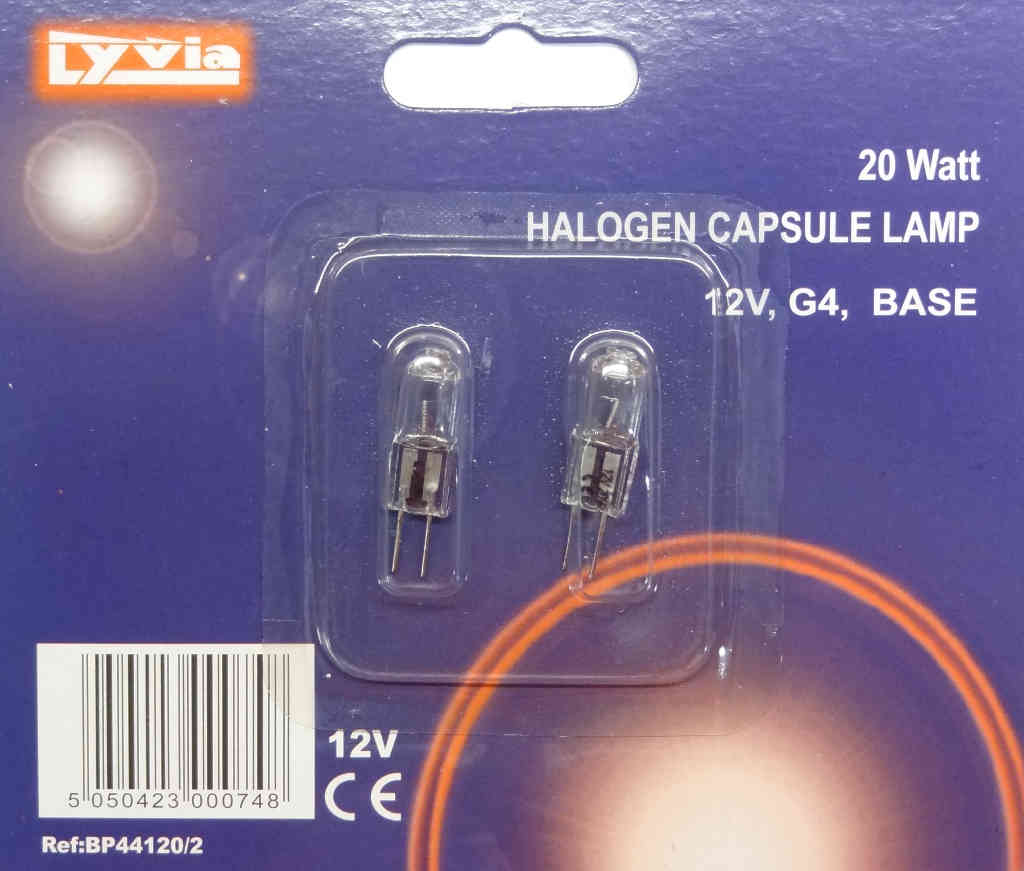 Lyvia
20 Watt
HALOGEN CAPSULE LAMP
12V, G4, BASE
12V
CE
5 050423 000748
Ref:BP44120/2